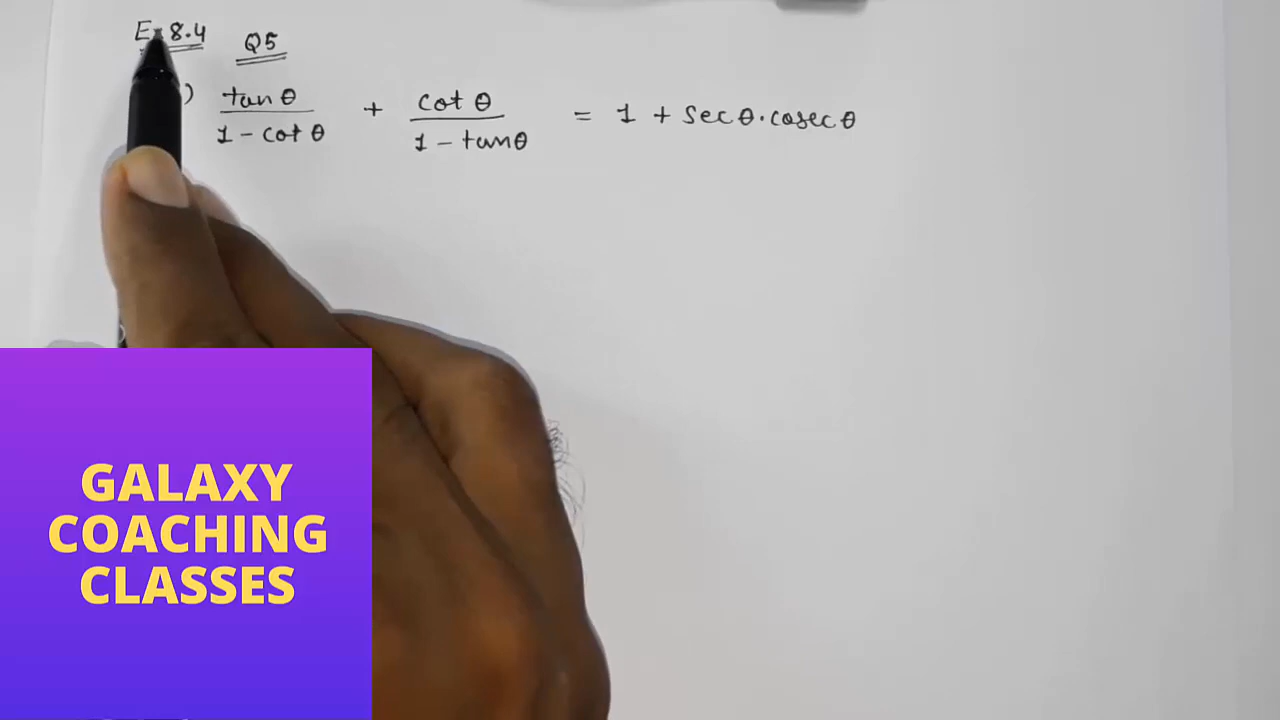 8.4 Q5
) tanθ / 1 - cotθ + cotθ / 1 - tanθ = 1 + secθ.cosecθ
GALAXY
COACHING
CLASSES